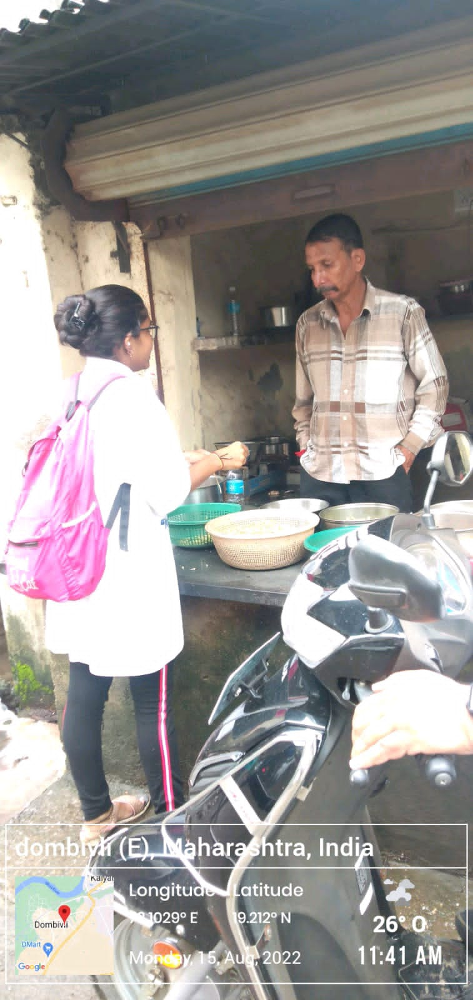 dombivli (E), Maharashtra, India
Kalyan
Dombivli
DMart
Google
Longitude Latitude
.1029° E 19.212° N
Monday, 15, Aug, 2022
26° O
11:41 AM